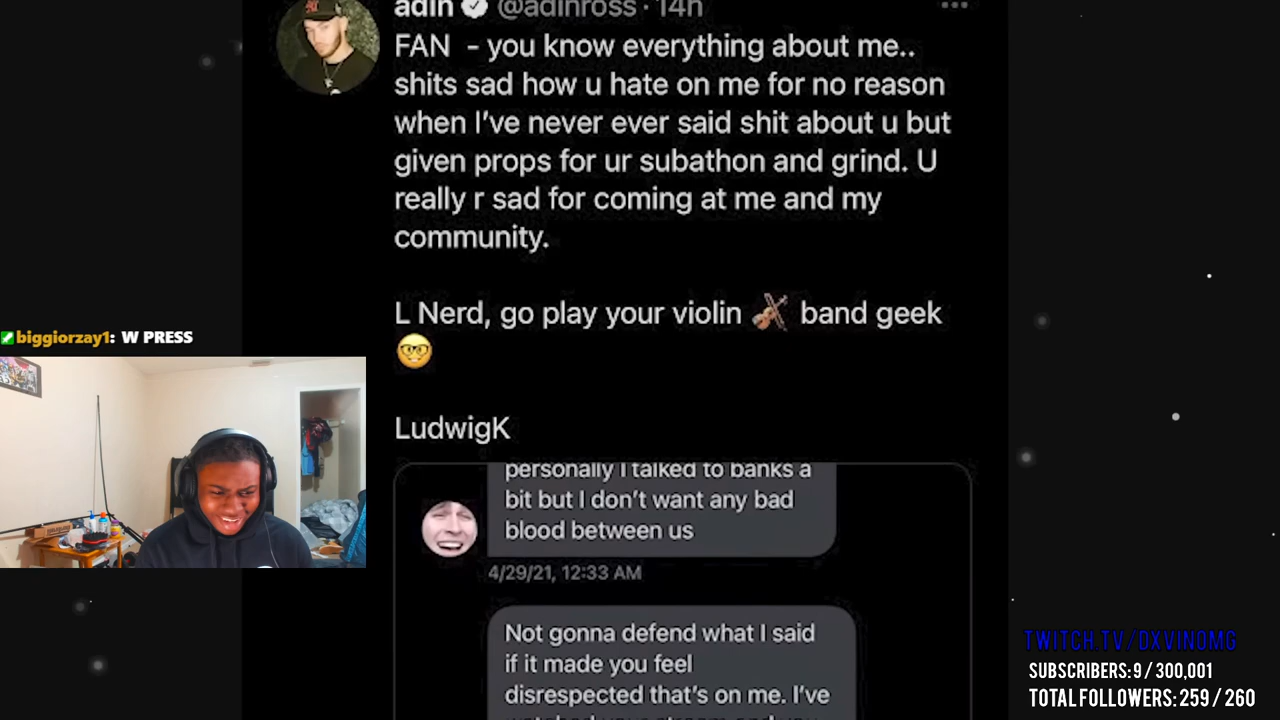 adin @adinross · 14h
FAN - you know everything about me..
shits sad how u hate on me for no reason
when I've never ever said shit about u but
given props for ur subathon and grind. U
really r sad for coming at me and my
community.
L Nerd, go play your violin 🎻 band geek
🤓
LudwigK
personally I talked to banks a
bit but I don't want any bad
blood between us
4/29/21, 12:33 AM
Not gonna defend what I said
if it made you feel
disrespected that's on me. I've
biggiorzay1: W PRESS
TWITCH.TV/DXVINOMG
SUBSCRIBERS: 9 / 300,001
TOTAL FOLLOWERS: 259 / 260